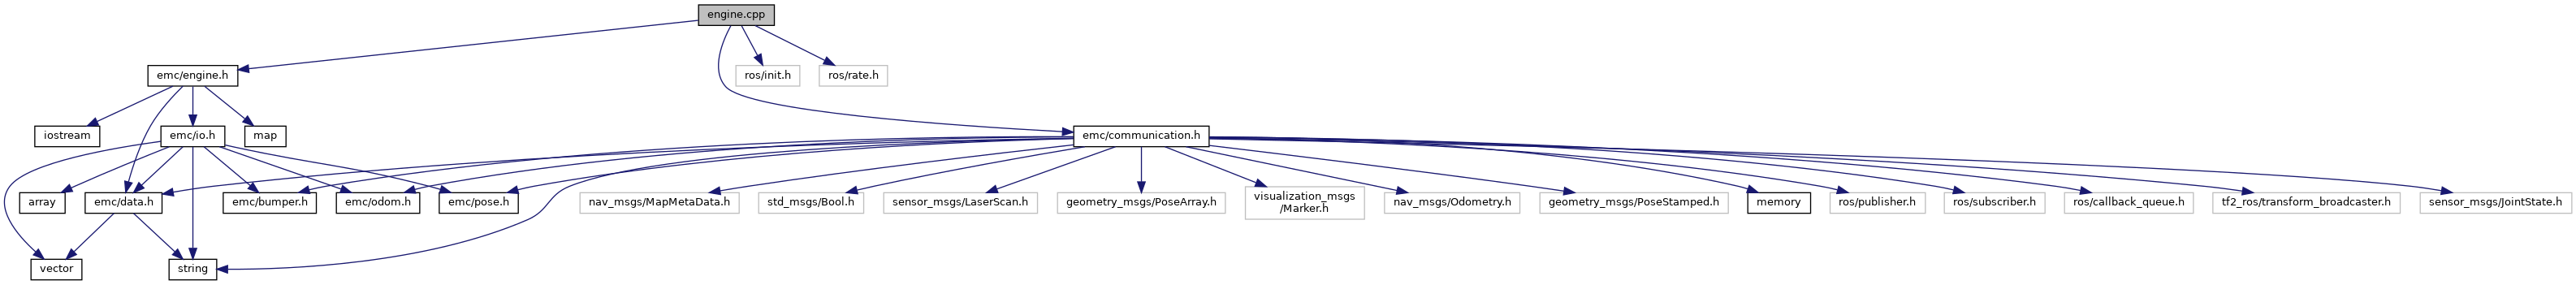 engine.cpp
emc/engine.h
ros/init.h
ros/rate.h
iostream
emc/io.h
map
emc/communication.h
array
emc/data.h
emc/bumper.h
emc/odom.h
emc/pose.h
nav_msgs/MapMetaData.h
std_msgs/Bool.h
sensor_msgs/LaserScan.h
geometry_msgs/PoseArray.h
visualization_msgs
/Marker.h
nav_msgs/Odometry.h
geometry_msgs/PoseStamped.h
memory
ros/publisher.h
ros/subscriber.h
ros/callback_queue.h
tf2_ros/transform_broadcaster.h
sensor_msgs/JointState.h
vector
string